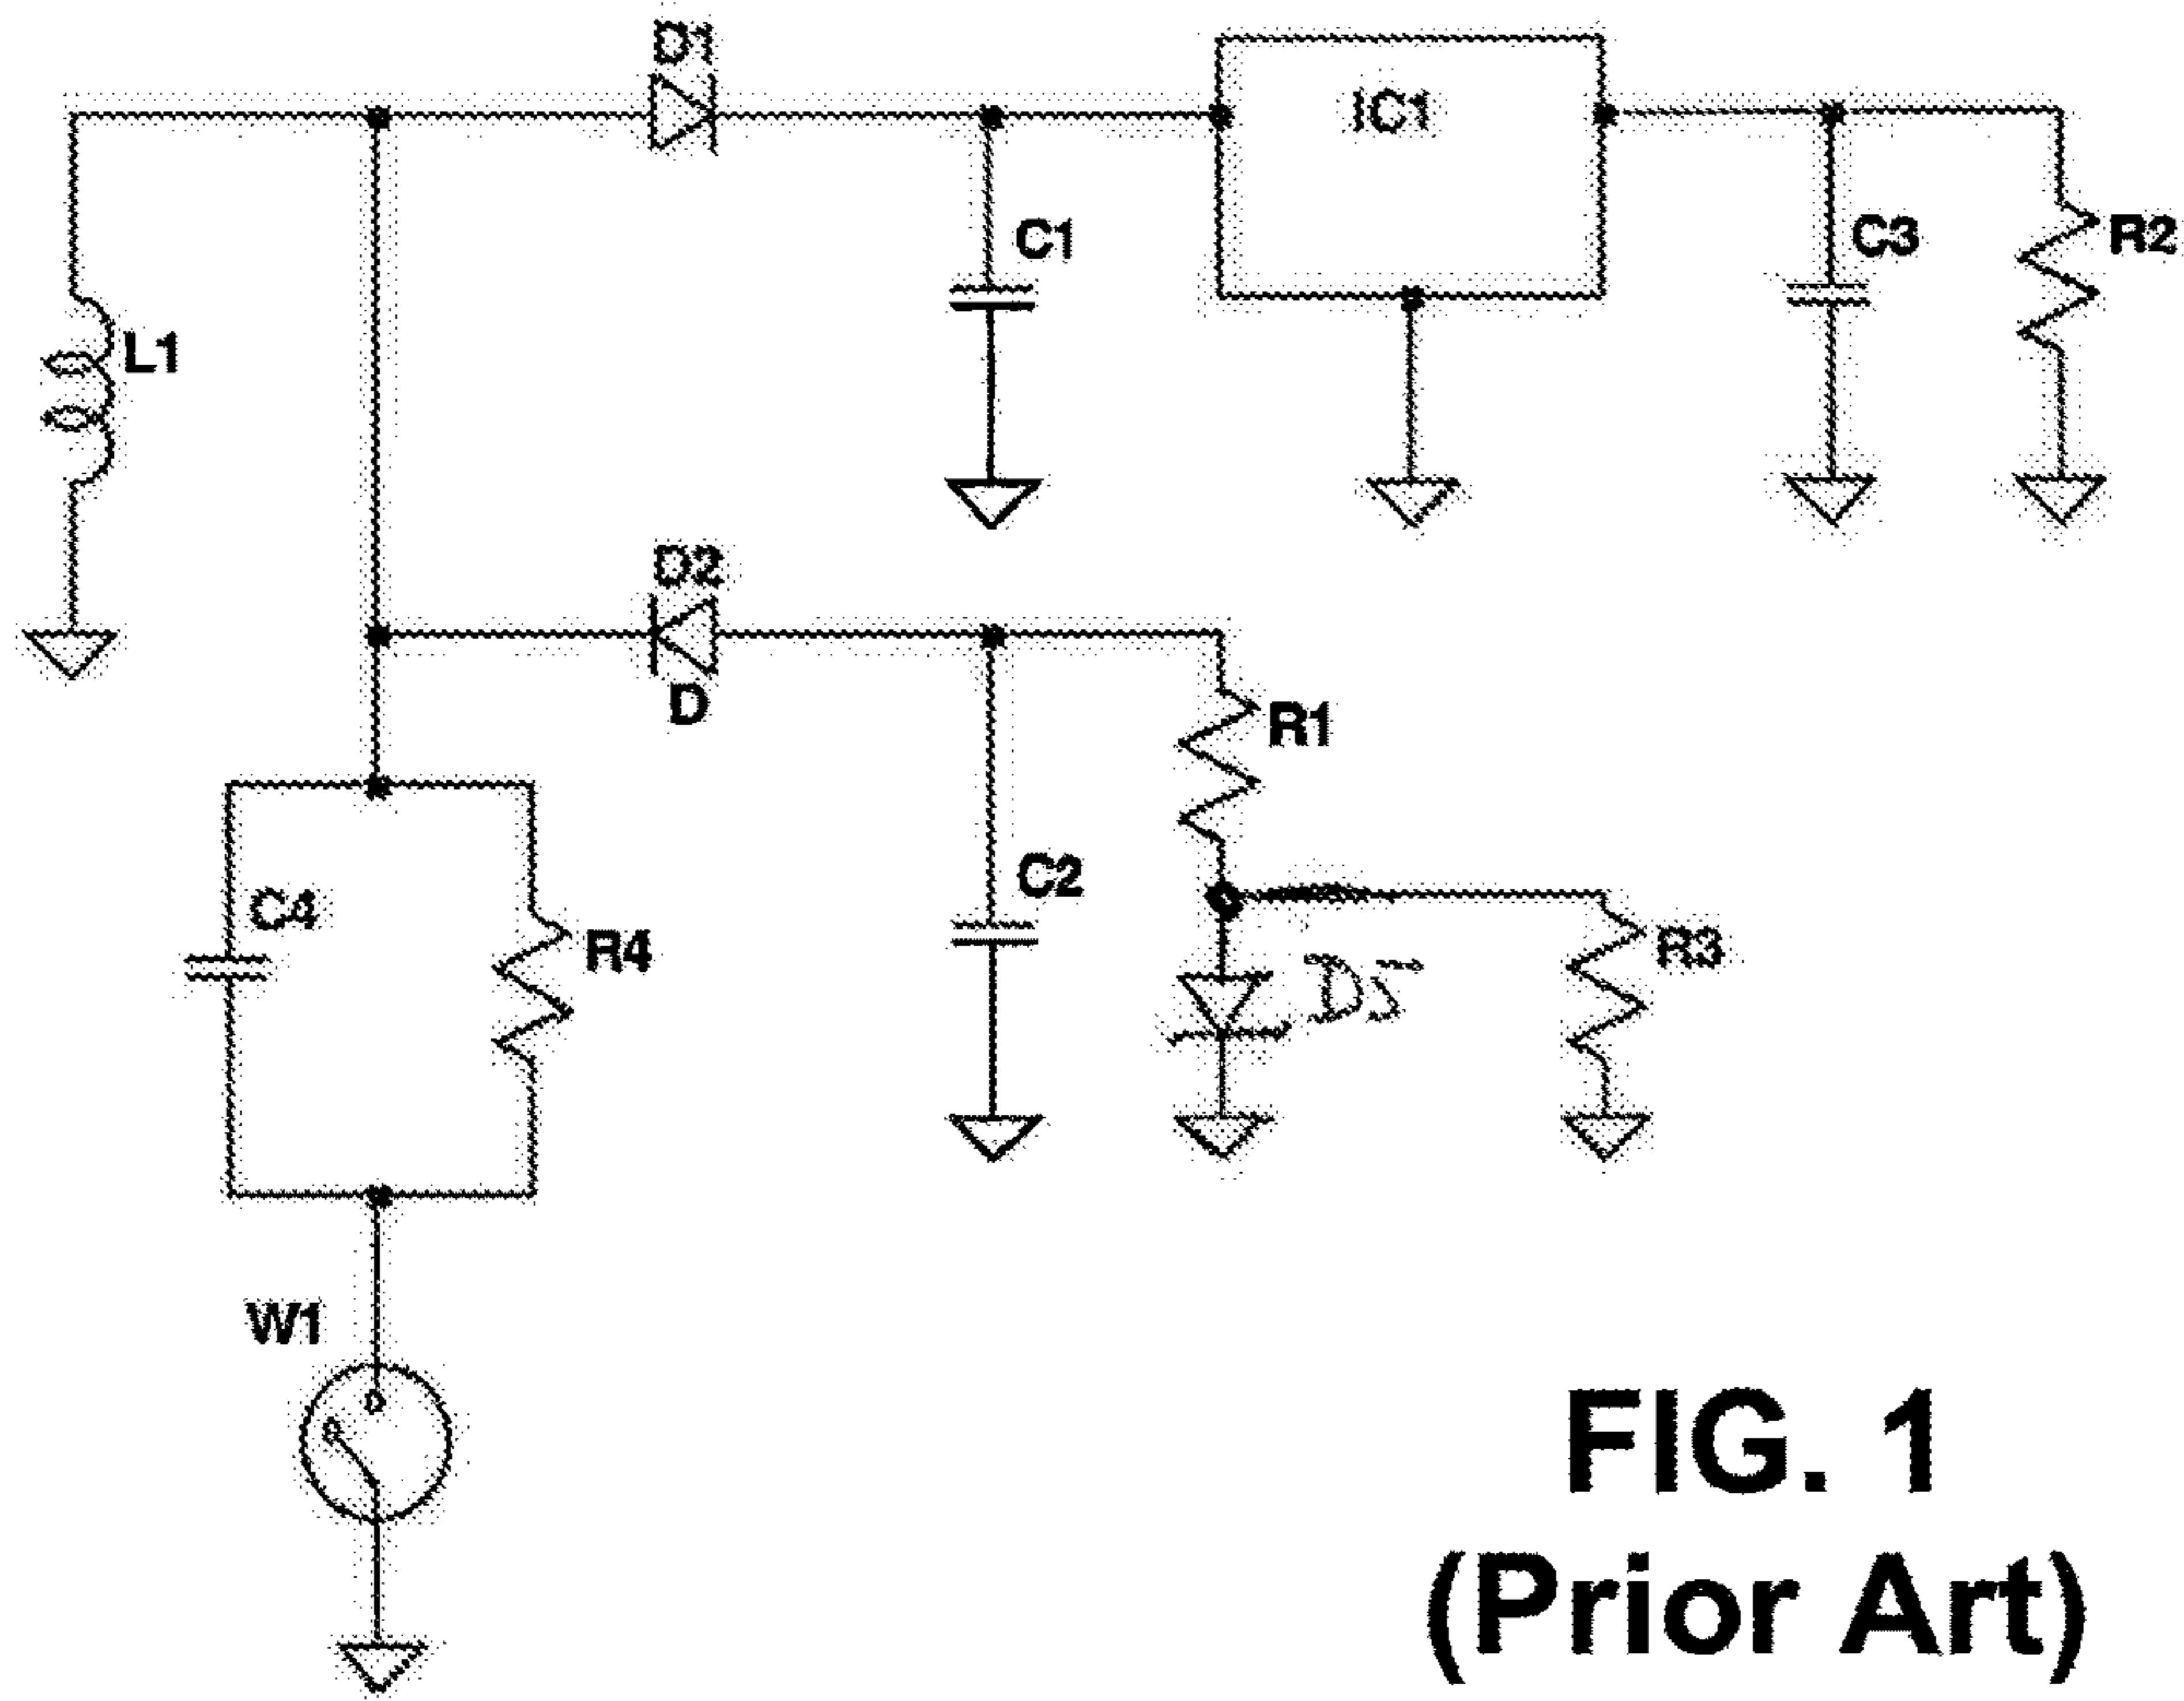 D1
IC1
C1
C3
R2
L1
D2
D
R1
C2
C4
R4
R3
W1
FIG. 1
(Prior Art)